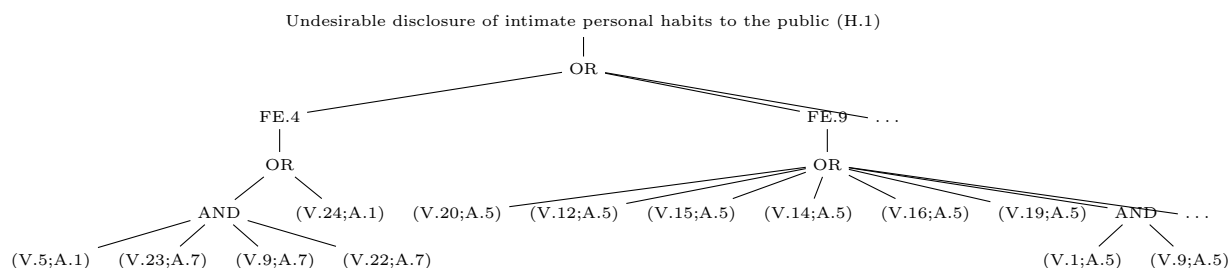 Undesirable disclosure of intimate personal habits to the public (H.1)
OR
FE.4 FE.9 ...
OR OR
AND (V.24;A.1) (V.20;A.5) (V.12;A.5) (V.15;A.5) (V.14;A.5) (V.16;A.5) (V.19;A.5) AND ...
(V.5;A.1) (V.23;A.7) (V.9;A.7) (V.22;A.7) (V.1;A.5) (V.9;A.5)